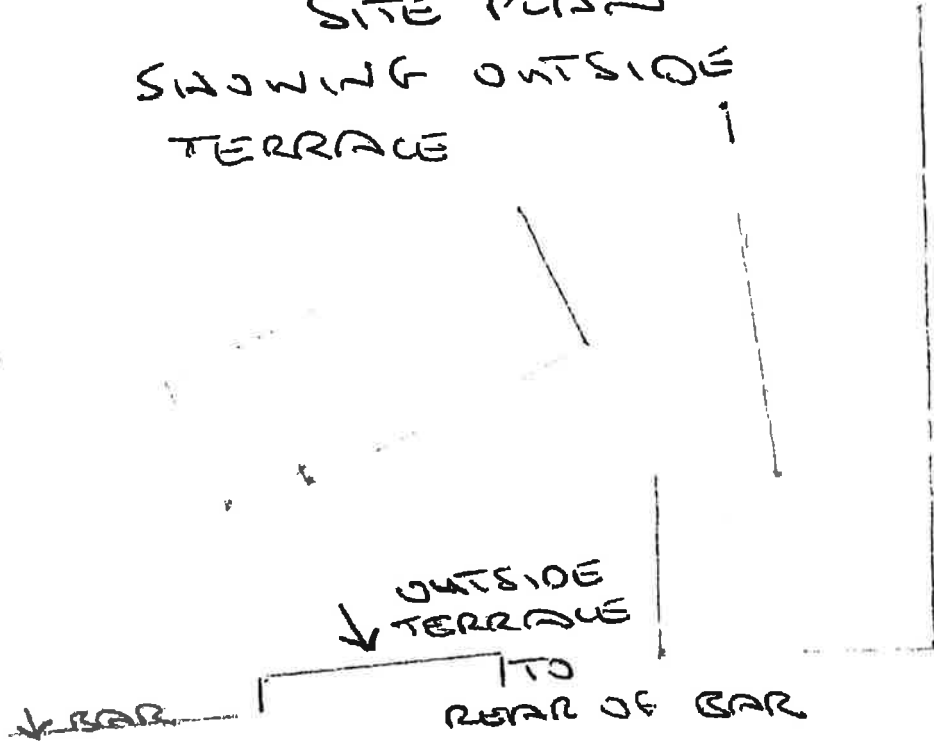 SITE PLAN
SHOWING OUTSIDE
TERRACE
OUTSIDE
TERRACE
TO
REAR OF BAR
BAR